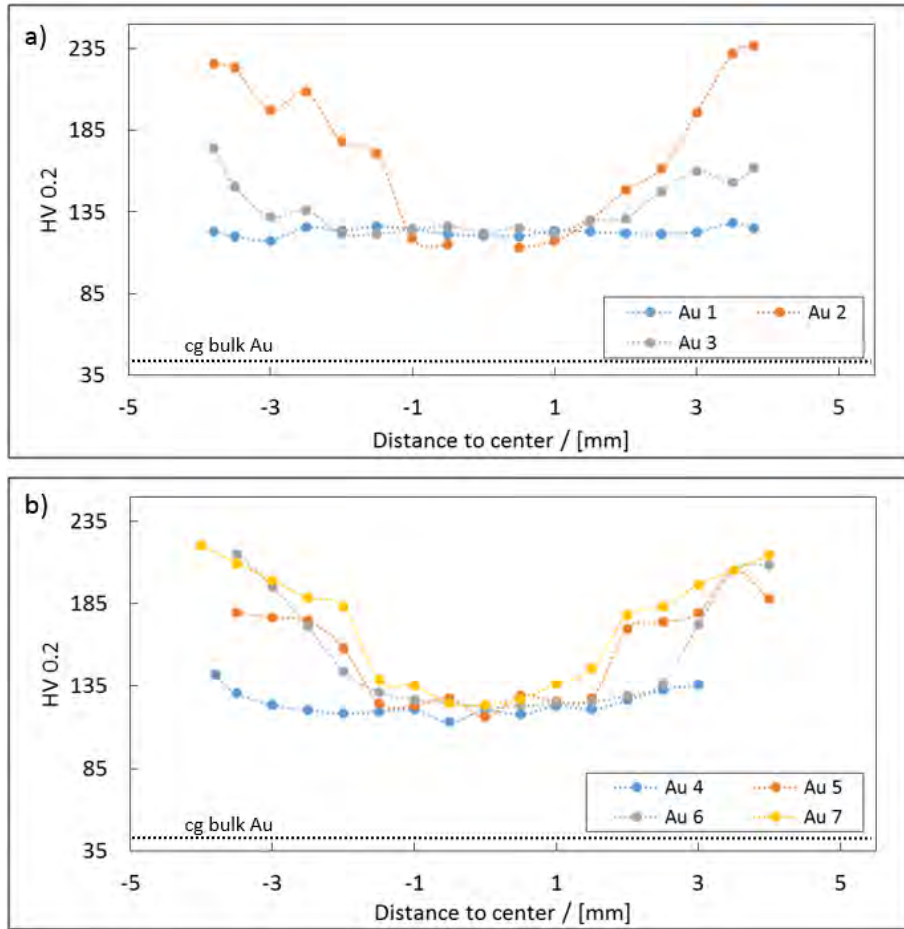 a)
235
185
135
85
35
HV 0.2
cg bulk Au
Au 1 Au 2
Au 3
-5 -3 -1 1 3 5
Distance to center / [mm]
b)
235
185
135
85
35
HV 0.2
cg bulk Au
Au 4 Au 5
Au 6 Au 7
-5 -3 -1 1 3 5
Distance to center / [mm]